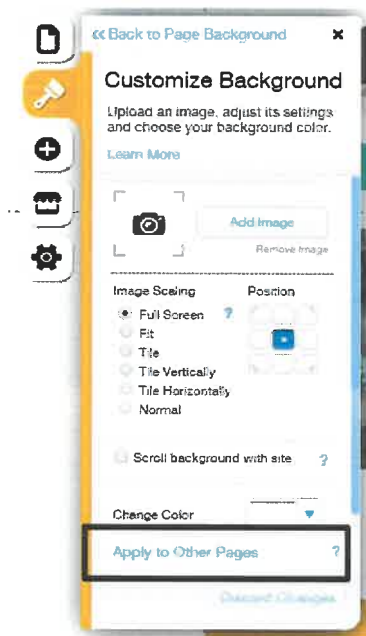 << Back to Page Background
Customize Background
Upload an image, adjust its settings
and choose your background color.
Learn More
Add Image
Remove Image
Image Scaling Position
Full Screen ?
Fit
Tile
Tile Vertically
Tile Horizontally
Normal
Scroll background with site ?
Change Color
Apply to Other Pages ?
Discard Changes